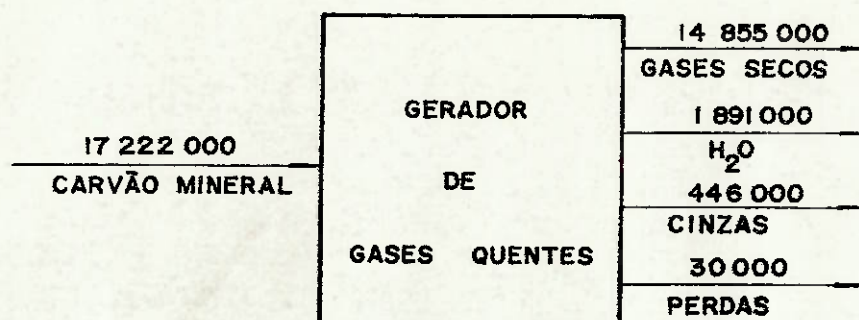 17 222 000
CARVÃO MINERAL
GERADOR
DE
GASES QUENTES
14 855 000
GASES SECOS
1 891 000
H₂O
446 000
CINZAS
30 000
PERDAS